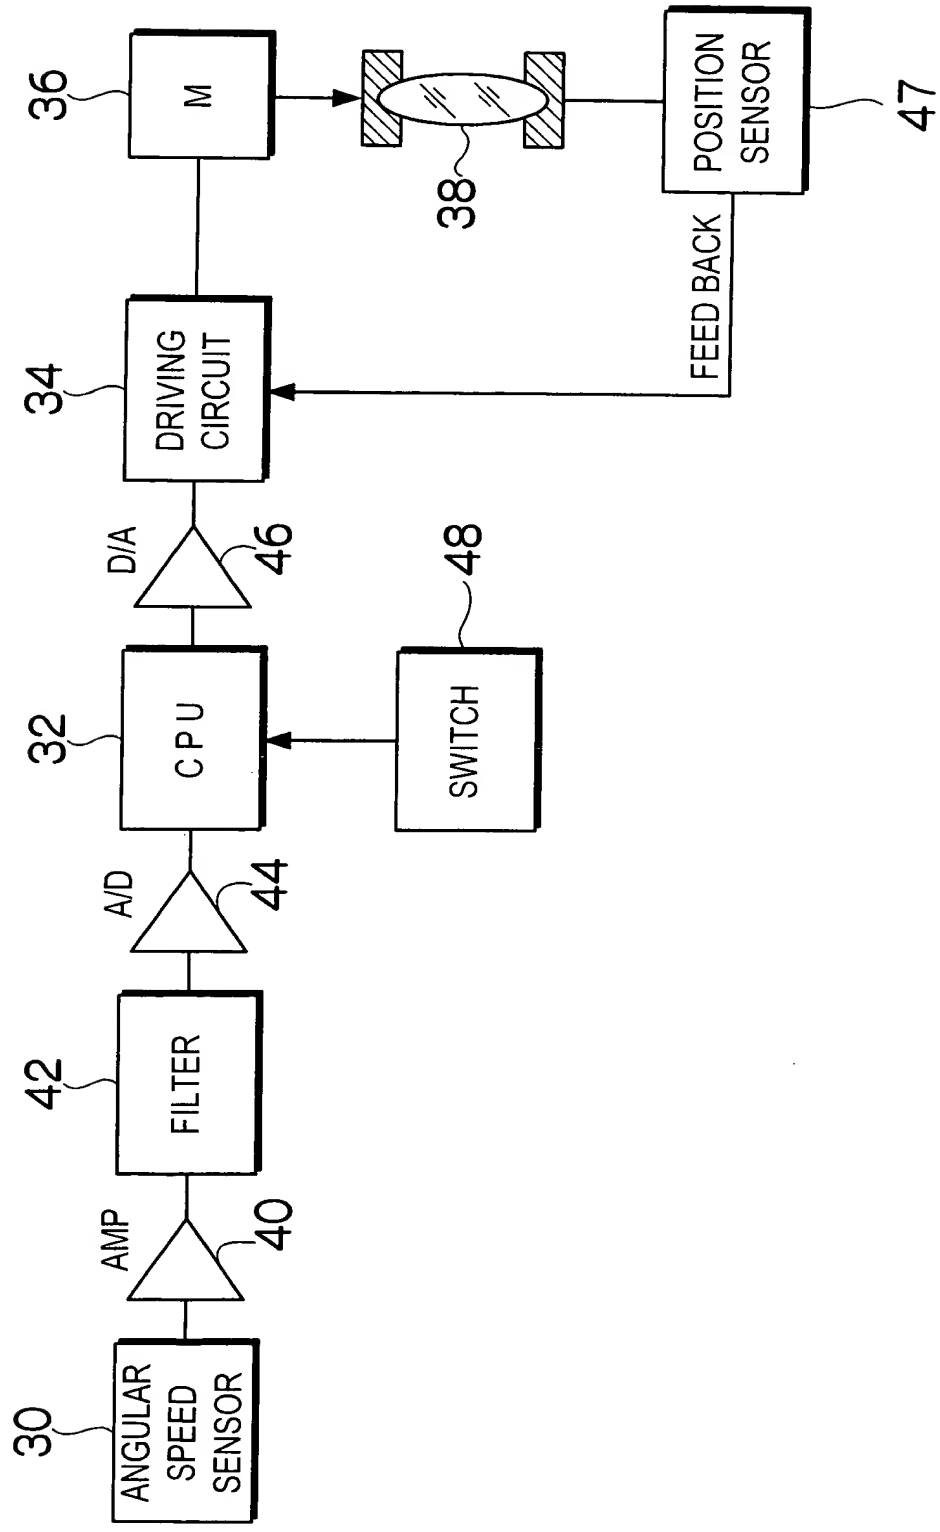 30
ANGULAR
SPEED
SENSOR
AMP
40
42
FILTER
A/D
44
32
C P U
SWITCH
48
D/A
46
34
DRIVING
CIRCUIT
36
M
38
FEED BACK
POSITION
SENSOR
47